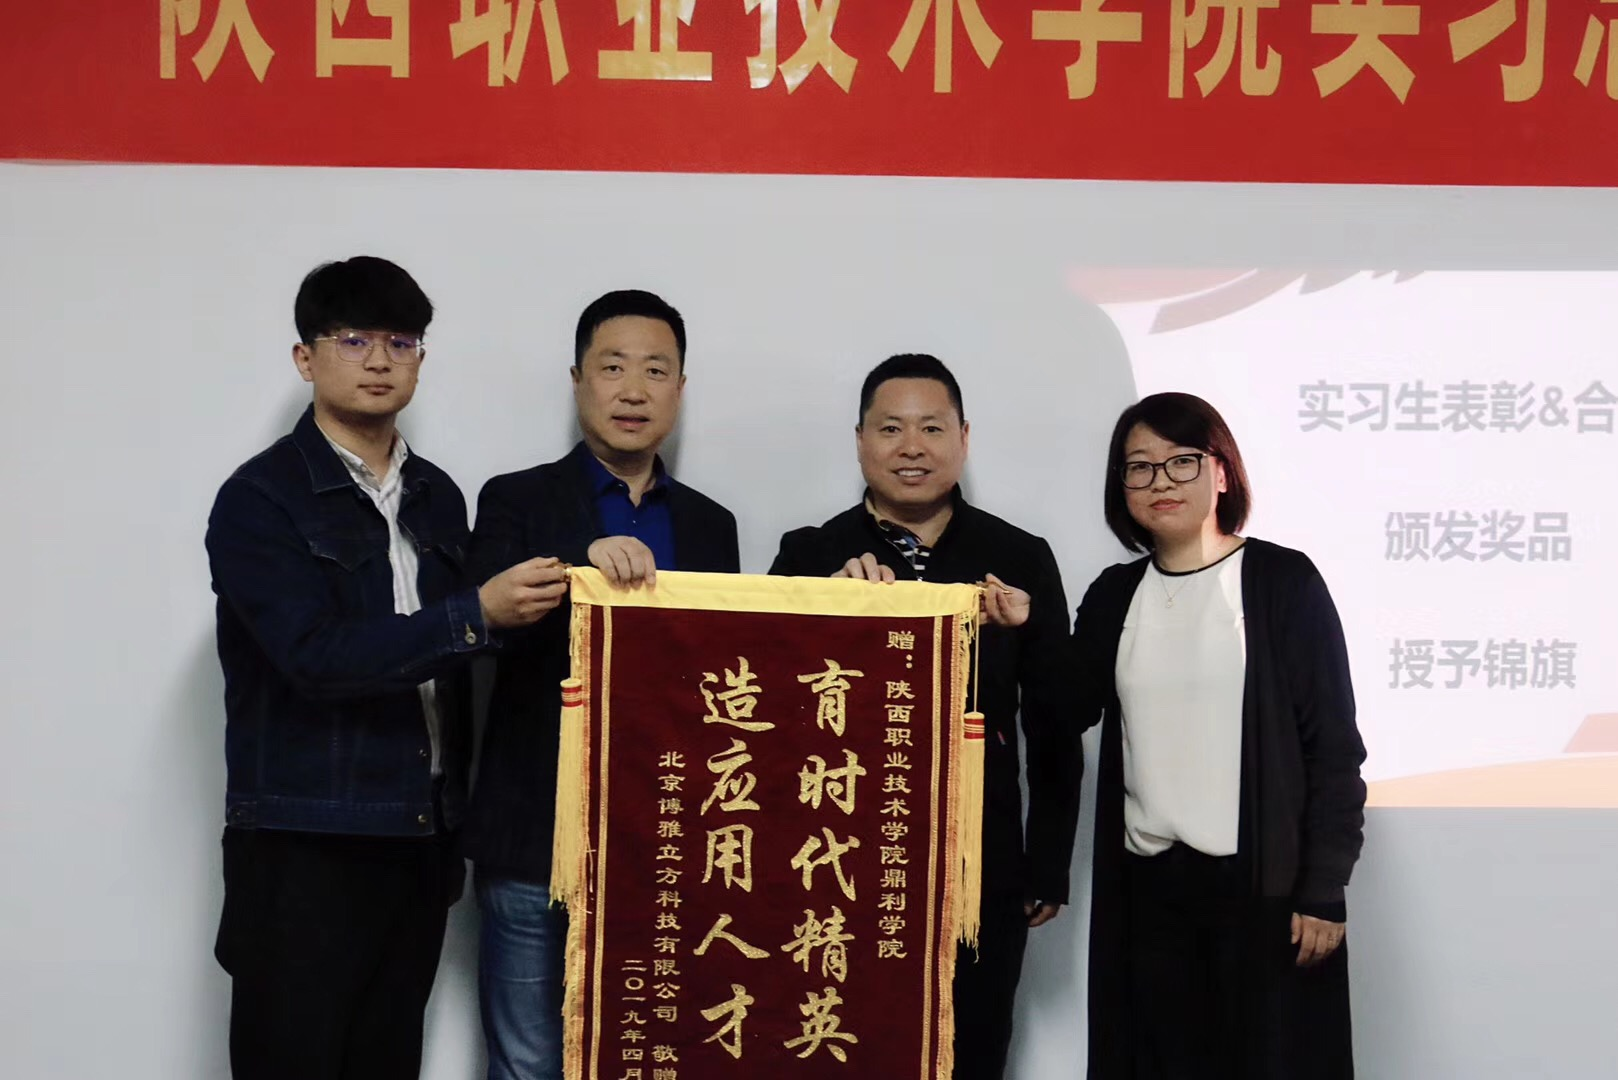 陕西职业技术学院实习总
实习生表彰&合
颁发奖品
授予锦旗
赠：陕西职业技术学院鼎利学院
育时代精英
造应用人才
北京博雅立方科技有限公司 敬赠
二〇一九年四月